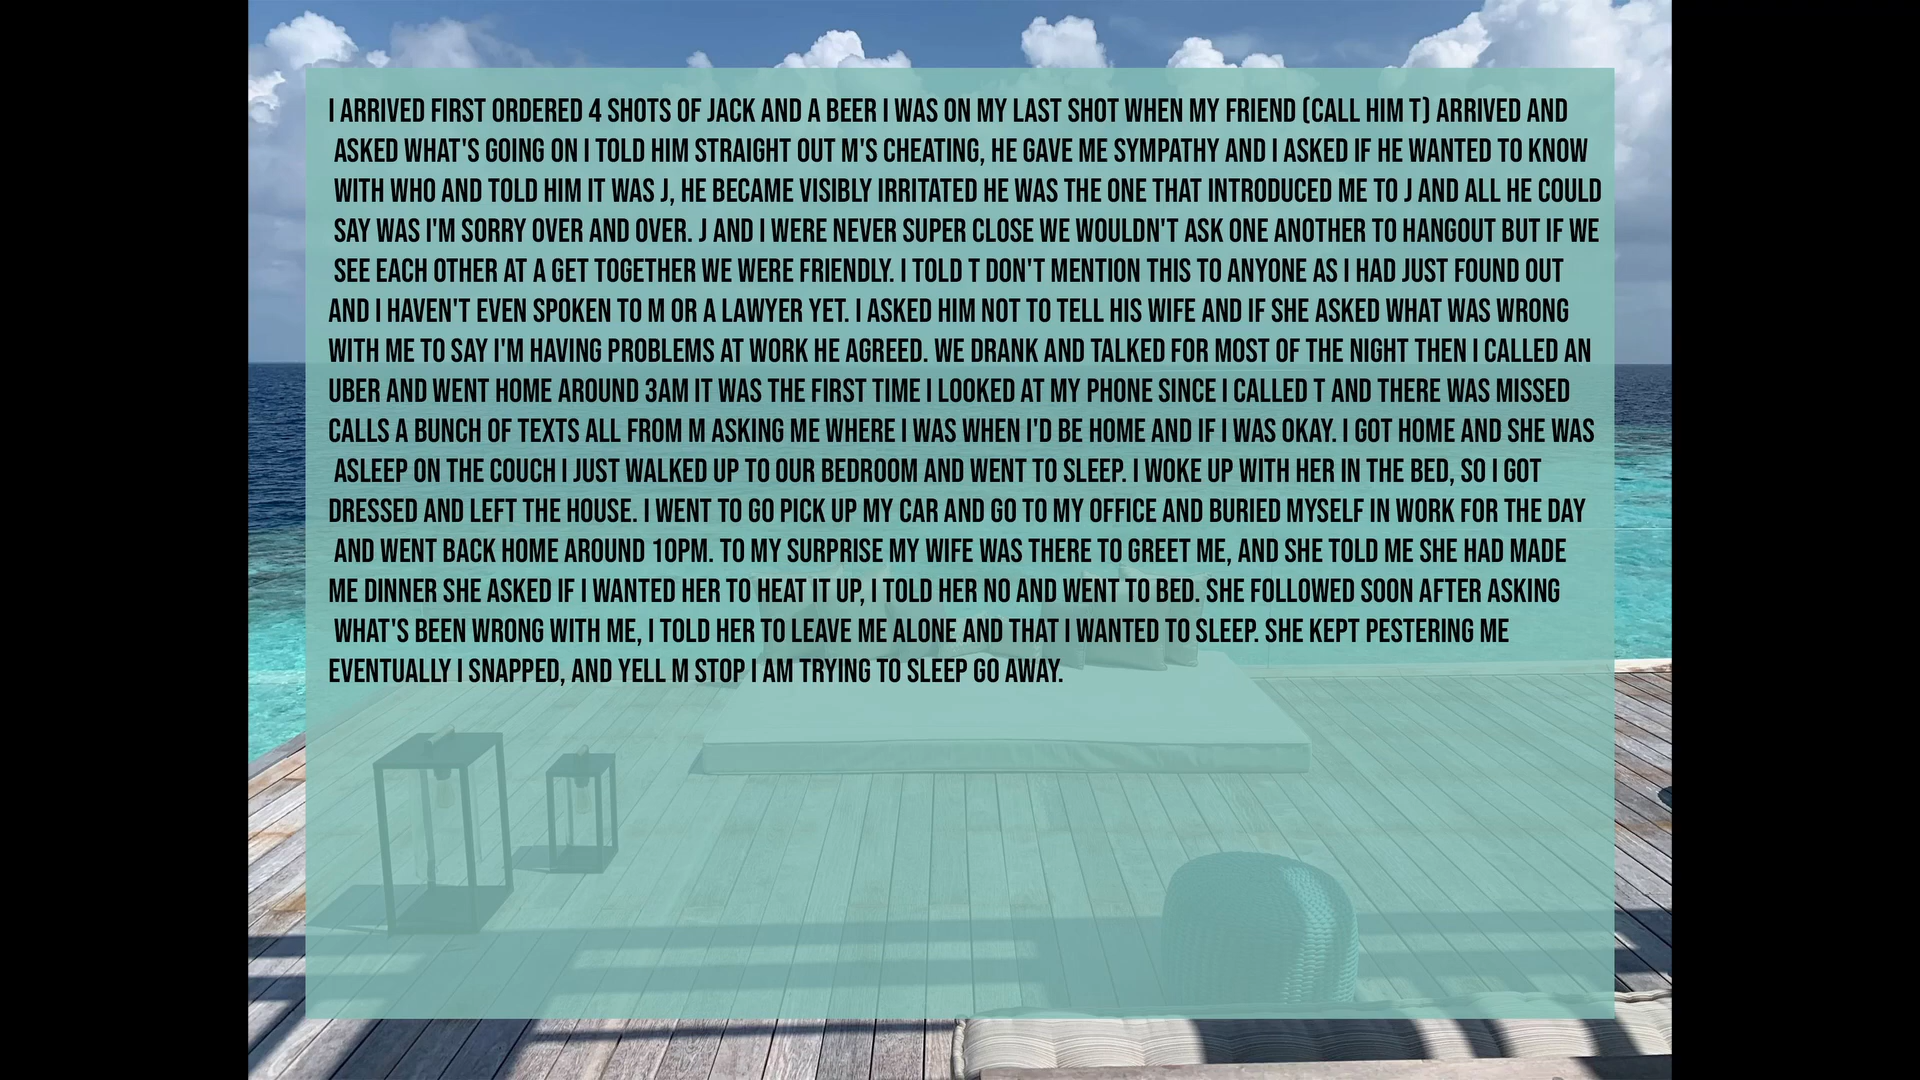 I ARRIVED FIRST ORDERED 4 SHOTS OF JACK AND A BEER I WAS ON MY LAST SHOT WHEN MY FRIEND (CALL HIM T) ARRIVED AND
ASKED WHAT'S GOING ON I TOLD HIM STRAIGHT OUT M'S CHEATING, HE GAVE ME SYMPATHY AND I ASKED IF HE WANTED TO KNOW
WITH WHO AND TOLD HIM IT WAS J, HE BECAME VISIBLY IRRITATED HE WAS THE ONE THAT INTRODUCED ME TO J AND ALL HE COULD
SAY WAS I'M SORRY OVER AND OVER. J AND I WERE NEVER SUPER CLOSE WE WOULDN'T ASK ONE ANOTHER TO HANGOUT BUT IF WE
SEE EACH OTHER AT A GET TOGETHER WE WERE FRIENDLY. I TOLD T DON'T MENTION THIS TO ANYONE AS I HAD JUST FOUND OUT
AND I HAVEN'T EVEN SPOKEN TO M OR A LAWYER YET. I ASKED HIM NOT TO TELL HIS WIFE AND IF SHE ASKED WHAT WAS WRONG
WITH ME TO SAY I'M HAVING PROBLEMS AT WORK HE AGREED. WE DRANK AND TALKED FOR MOST OF THE NIGHT THEN I CALLED AN
UBER AND WENT HOME AROUND 3AM IT WAS THE FIRST TIME I LOOKED AT MY PHONE SINCE I CALLED T AND THERE WAS MISSED
CALLS A BUNCH OF TEXTS ALL FROM M ASKING ME WHERE I WAS WHEN I'D BE HOME AND IF I WAS OKAY. I GOT HOME AND SHE WAS
ASLEEP ON THE COUCH I JUST WALKED UP TO OUR BEDROOM AND WENT TO SLEEP. I WOKE UP WITH HER IN THE BED, SO I GOT
DRESSED AND LEFT THE HOUSE. I WENT TO GO PICK UP MY CAR AND GO TO MY OFFICE AND BURIED MYSELF IN WORK FOR THE DAY
AND WENT BACK HOME AROUND 10PM. TO MY SURPRISE MY WIFE WAS THERE TO GREET ME, AND SHE TOLD ME SHE HAD MADE
ME DINNER SHE ASKED IF I WANTED HER TO HEAT IT UP, I TOLD HER NO AND WENT TO BED. SHE FOLLOWED SOON AFTER ASKING
WHAT'S BEEN WRONG WITH ME, I TOLD HER TO LEAVE ME ALONE AND THAT I WANTED TO SLEEP. SHE KEPT PESTERING ME
EVENTUALLY I SNAPPED, AND YELL M STOP I AM TRYING TO SLEEP GO AWAY.